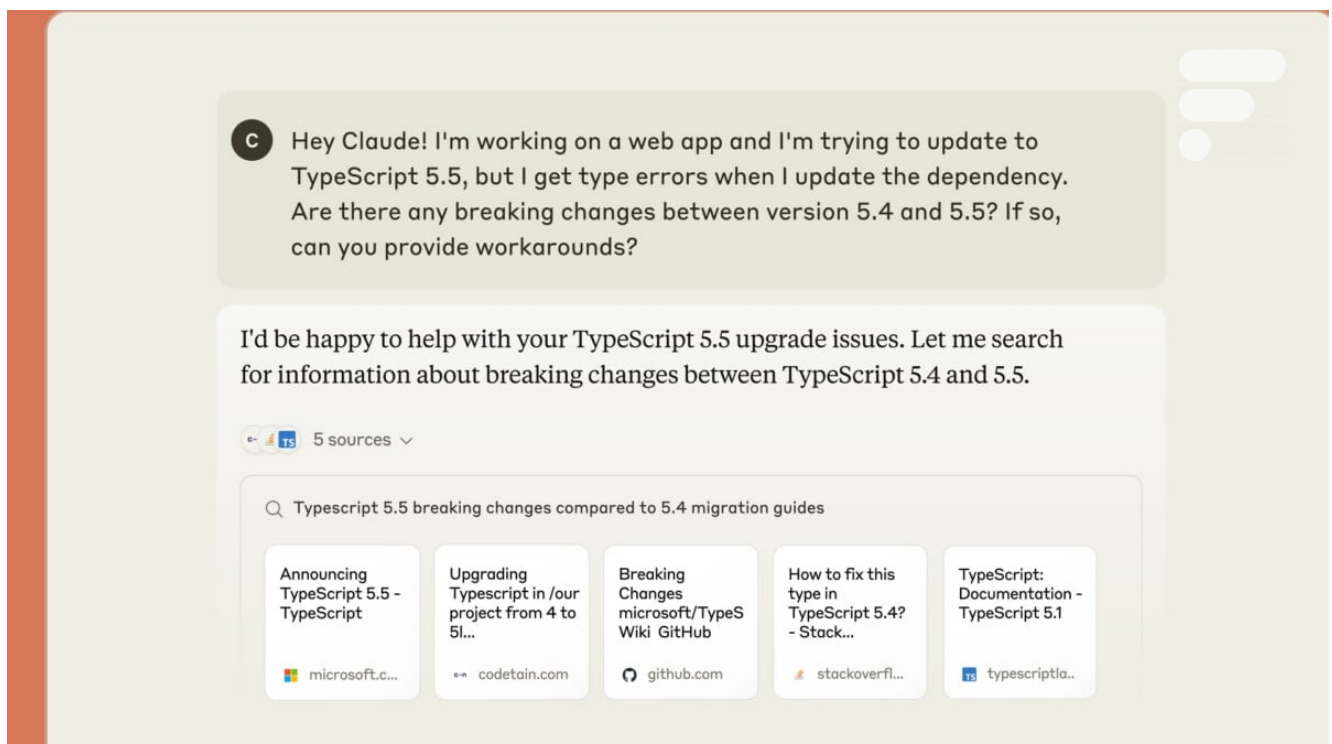 C
Hey Claude! I'm working on a web app and I'm trying to update to
TypeScript 5.5, but I get type errors when I update the dependency.
Are there any breaking changes between version 5.4 and 5.5? If so,
can you provide workarounds?
I'd be happy to help with your TypeScript 5.5 upgrade issues. Let me search
for information about breaking changes between TypeScript 5.4 and 5.5.
c-
TS
5 sources
Typescript 5.5 breaking changes compared to 5.4 migration guides
Announcing
TypeScript 5.5 -
TypeScript
microsoft.c...
Upgrading
Typescript in /our
project from 4 to
5l...
c-n codetain.com
Breaking
Changes
microsoft/TypeS
Wiki GitHub
github.com
How to fix this
type in
TypeScript 5.4?
- Stack...
stackoverfl...
TypeScript:
Documentation -
TypeScript 5.1
TS typescriptla..